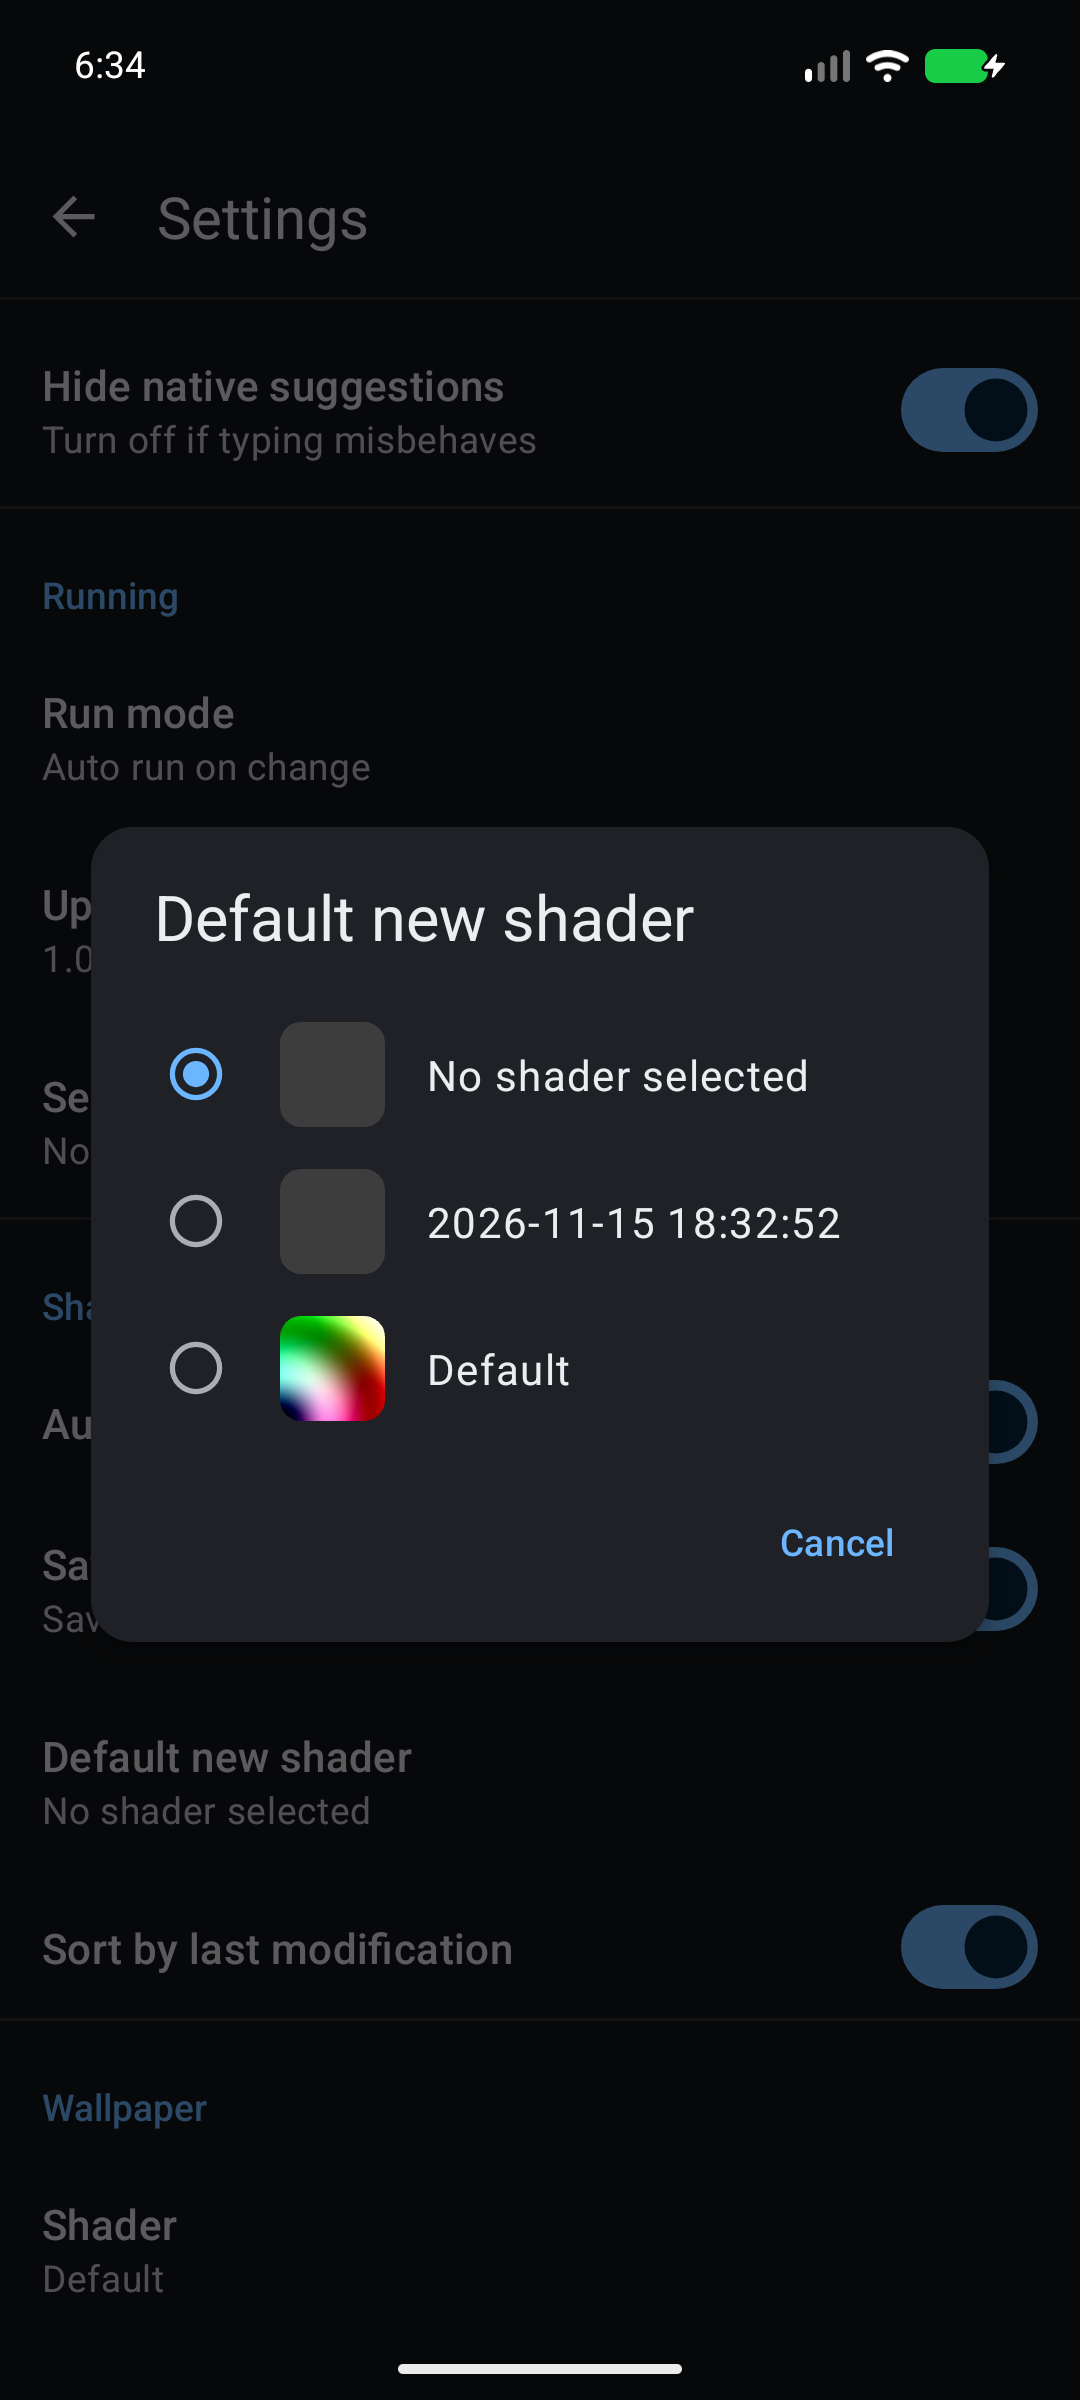 6:34
Settings
Hide native suggestions
Turn off if typing misbehaves
Running
Run mode
Auto run on change
Default new shader
No shader selected
2026-11-15 18:32:52
Default
Cancel
Default new shader
No shader selected
Sort by last modification
Wallpaper
Shader
Default